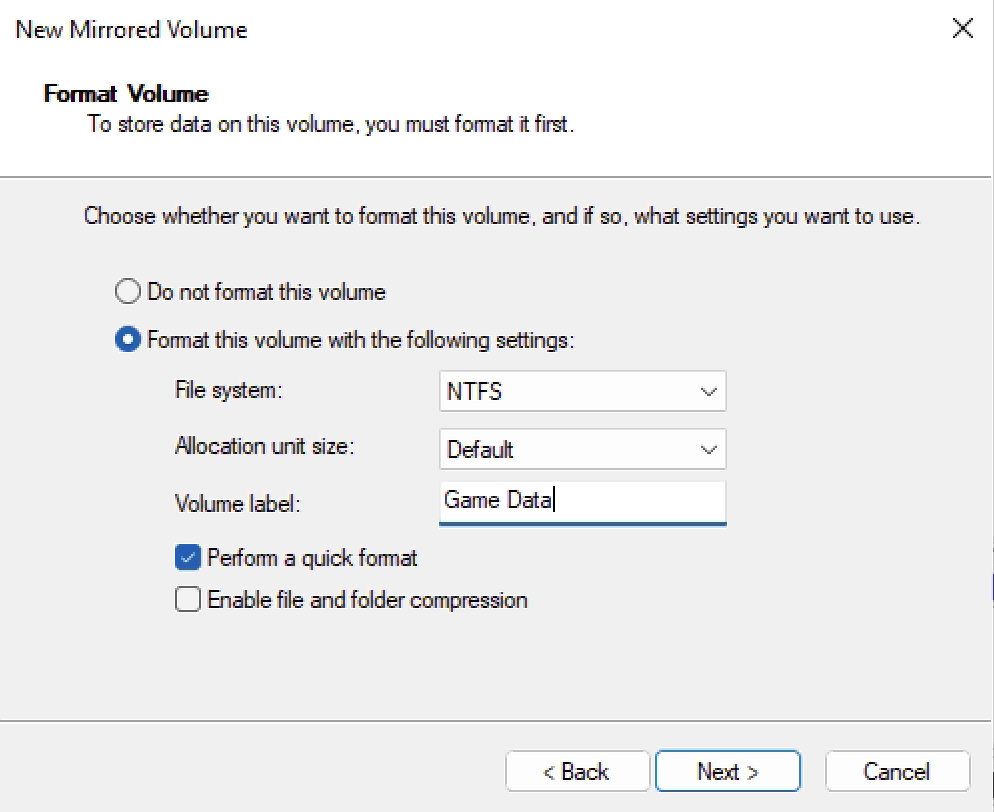 New Mirrored Volume
Format Volume
To store data on this volume, you must format it first.
Choose whether you want to format this volume, and if so, what settings you want to use.
Do not format this volume
Format this volume with the following settings:
File system: NTFS
Allocation unit size: Default
Volume label: Game Data
Perform a quick format
Enable file and folder compression
< Back Next > Cancel